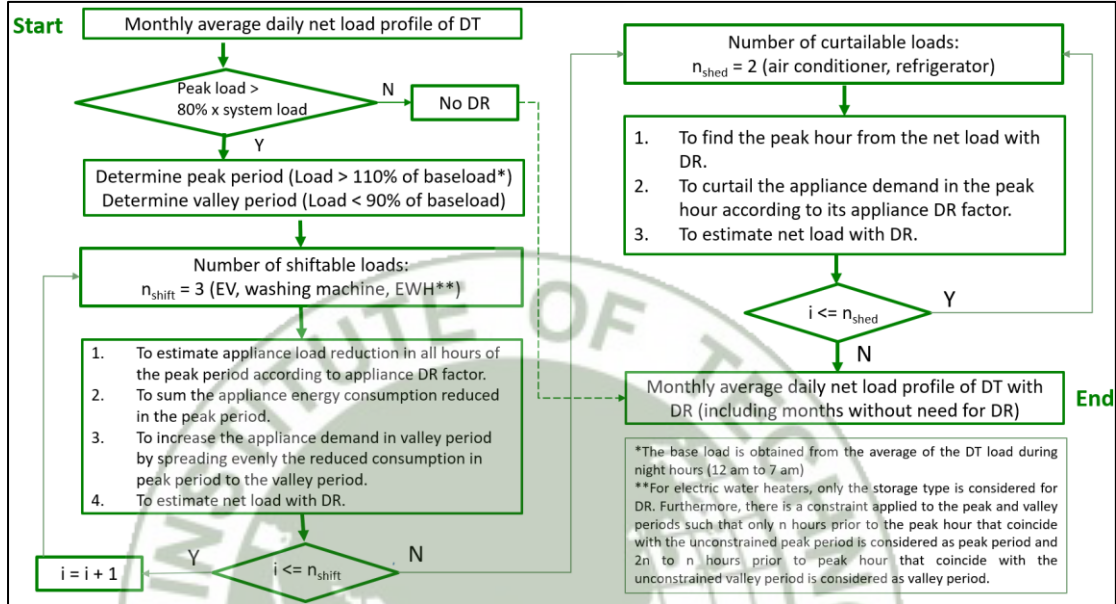 Start
Monthly average daily net load profile of DT
Peak load >
80% x system load
N
No DR
Y
Determine peak period (Load > 110% of baseload*)
Determine valley period (Load < 90% of baseload)
Number of shiftable loads:
nshift = 3 (EV, washing machine, EWH**)
1. To estimate appliance load reduction in all hours of
the peak period according to appliance DR factor.
2. To sum the appliance energy consumption reduced
in the peak period.
3. To increase the appliance demand in valley period
by spreading evenly the reduced consumption in
peak period to the valley period.
4. To estimate net load with DR.
i <= nshift
Y
N
i = i + 1
Number of curtailable loads:
nshed = 2 (air conditioner, refrigerator)
1. To find the peak hour from the net load with
DR.
2. To curtail the appliance demand in the peak
hour according to its appliance DR factor.
3. To estimate net load with DR.
i <= nshed
Y
N
Monthly average daily net load profile of DT with
DR (including months without need for DR)
End
*The base load is obtained from the average of the DT load during
night hours (12 am to 7 am)
**For electric water heaters, only the storage type is considered for
DR. Furthermore, there is a constraint applied to the peak and valley
periods such that only n hours prior to the peak hour that coincide
with the unconstrained peak period is considered as peak period and
2n to n hours prior to peak hour that coincide with the
unconstrained valley period is considered as valley period.
INSTITUTE OF TECHN